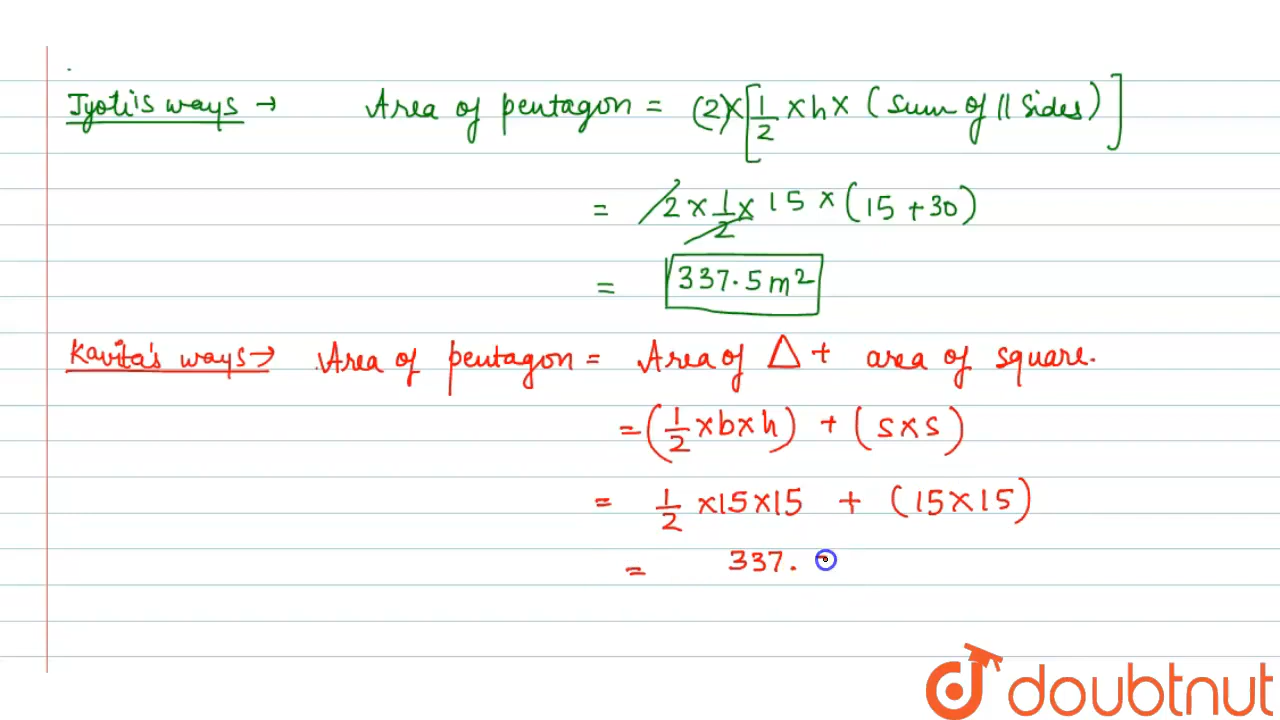 Jyoti's ways → Area of pentagon = (2)×[1/2 × h × (Sum of || Sides)]
= 2 × 1/2 × 15 × (15 + 30)
= 337.5 m²
Kavita's ways → Area of pentagon = Area of △ + area of square.
= (1/2 × b × h) + (s × s)
= 1/2 × 15 × 15 + (15 × 15)
= 337.
doubtnut